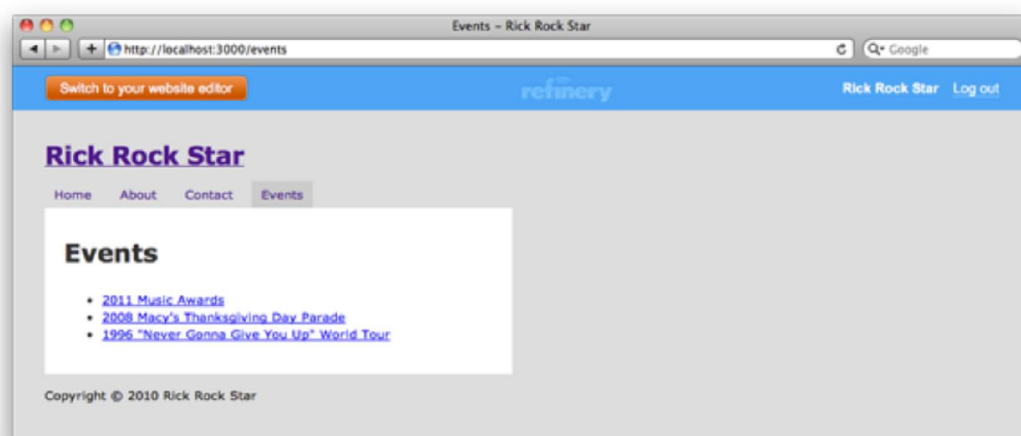 Events – Rick Rock Star
http://localhost:3000/events Google
Switch to your website editor refinery Rick Rock Star Log out
Rick Rock Star
Home About Contact Events
Events
• 2011 Music Awards
• 2008 Macy's Thanksgiving Day Parade
• 1996 "Never Gonna Give You Up" World Tour
Copyright © 2010 Rick Rock Star